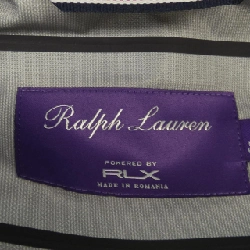 Ralph Lauren
POWERED BY
RLX
MADE IN ROMANIA